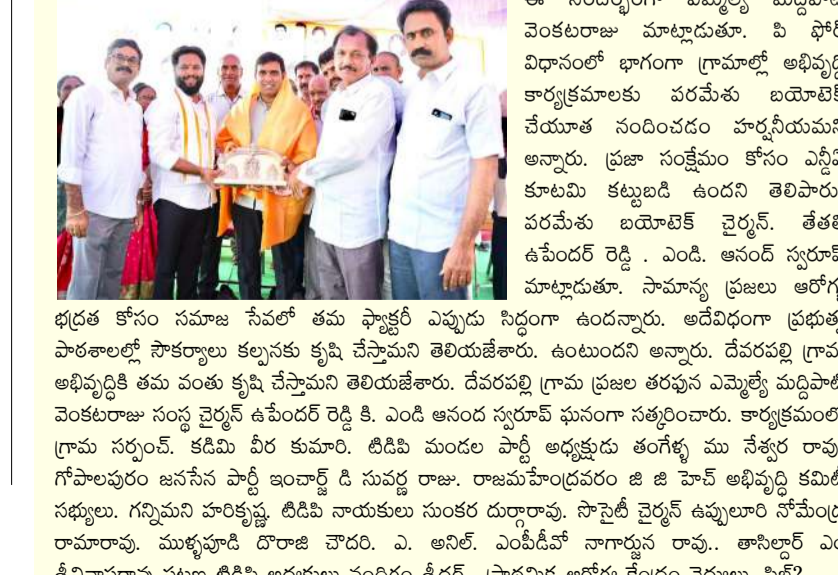 ఈ సందర్భంగా ఎమ్మెల్యే మద్దిపాటి
వెంకటరాజు మాట్లాడుతూ. పి ఫోర్
విధానంలో భాగంగా గ్రామాల్లో అభివృద్ధి
కార్యక్రమాలకు పరమేశు బయోటెక్
చేయూత నందించడం హర్షనీయమని
అన్నారు. ప్రజా సంక్షేమం కోసం ఎన్డీఏ
కూటమి కట్టుబడి ఉందని తెలిపారు.
పరమేశు బయోటెక్ చైర్మన్. తేతలి
ఉపేందర్ రెడ్డి . ఎండి. ఆనంద్ స్వరూప్
మాట్లాడుతూ. సామాన్య ప్రజలు ఆరోగ్య
భద్రత కోసం సమాజ సేవలో తమ ఫ్యాక్టరీ ఎప్పుడు సిద్ధంగా ఉందన్నారు. అదేవిధంగా ప్రభుత్వ
పాఠశాలల్లో సౌకర్యాలు కల్పనకు కృషి చేస్తామని తెలియజేశారు. ఉంటుందని అన్నారు. దేవరపల్లి గ్రామ
అభివృద్ధికి తమ వంతు కృషి చేస్తామని తెలియజేశారు. దేవరపల్లి గ్రామ ప్రజల తరఫున ఎమ్మెల్యే మద్దిపాటి
వెంకటరాజు సంస్థ చైర్మన్ ఉపేందర్ రెడ్డి కి. ఎండి ఆనంద స్వరూప్ ఘనంగా సత్కరించారు. కార్యక్రమంలో
గ్రామ సర్పంచ్. కడిమి వీర కుమారి. టిడిపి మండల పార్టీ అధ్యక్షుడు తంగేళ్ళ ము నేశ్వర రావు.
గోపాలపురం జనసేన పార్టీ ఇంచార్జ్ డి సువర్ణ రాజు. రాజమహేంద్రవరం జి జి హెచ్ అభివృద్ధి కమిటీ
సభ్యులు. గన్నిమని హరికృష్ణ. టిడిపి నాయకులు సుంకర దుర్గారావు. సొసైటీ చైర్మన్ ఉప్పులూరి నోమేంద్ర
రామారావు. ముళ్ళపూడి దొరాజి చౌదరి. ఎ. అనిల్. ఎంపీడీవో నాగార్జున రావు.. తాసిల్దార్ ఎం